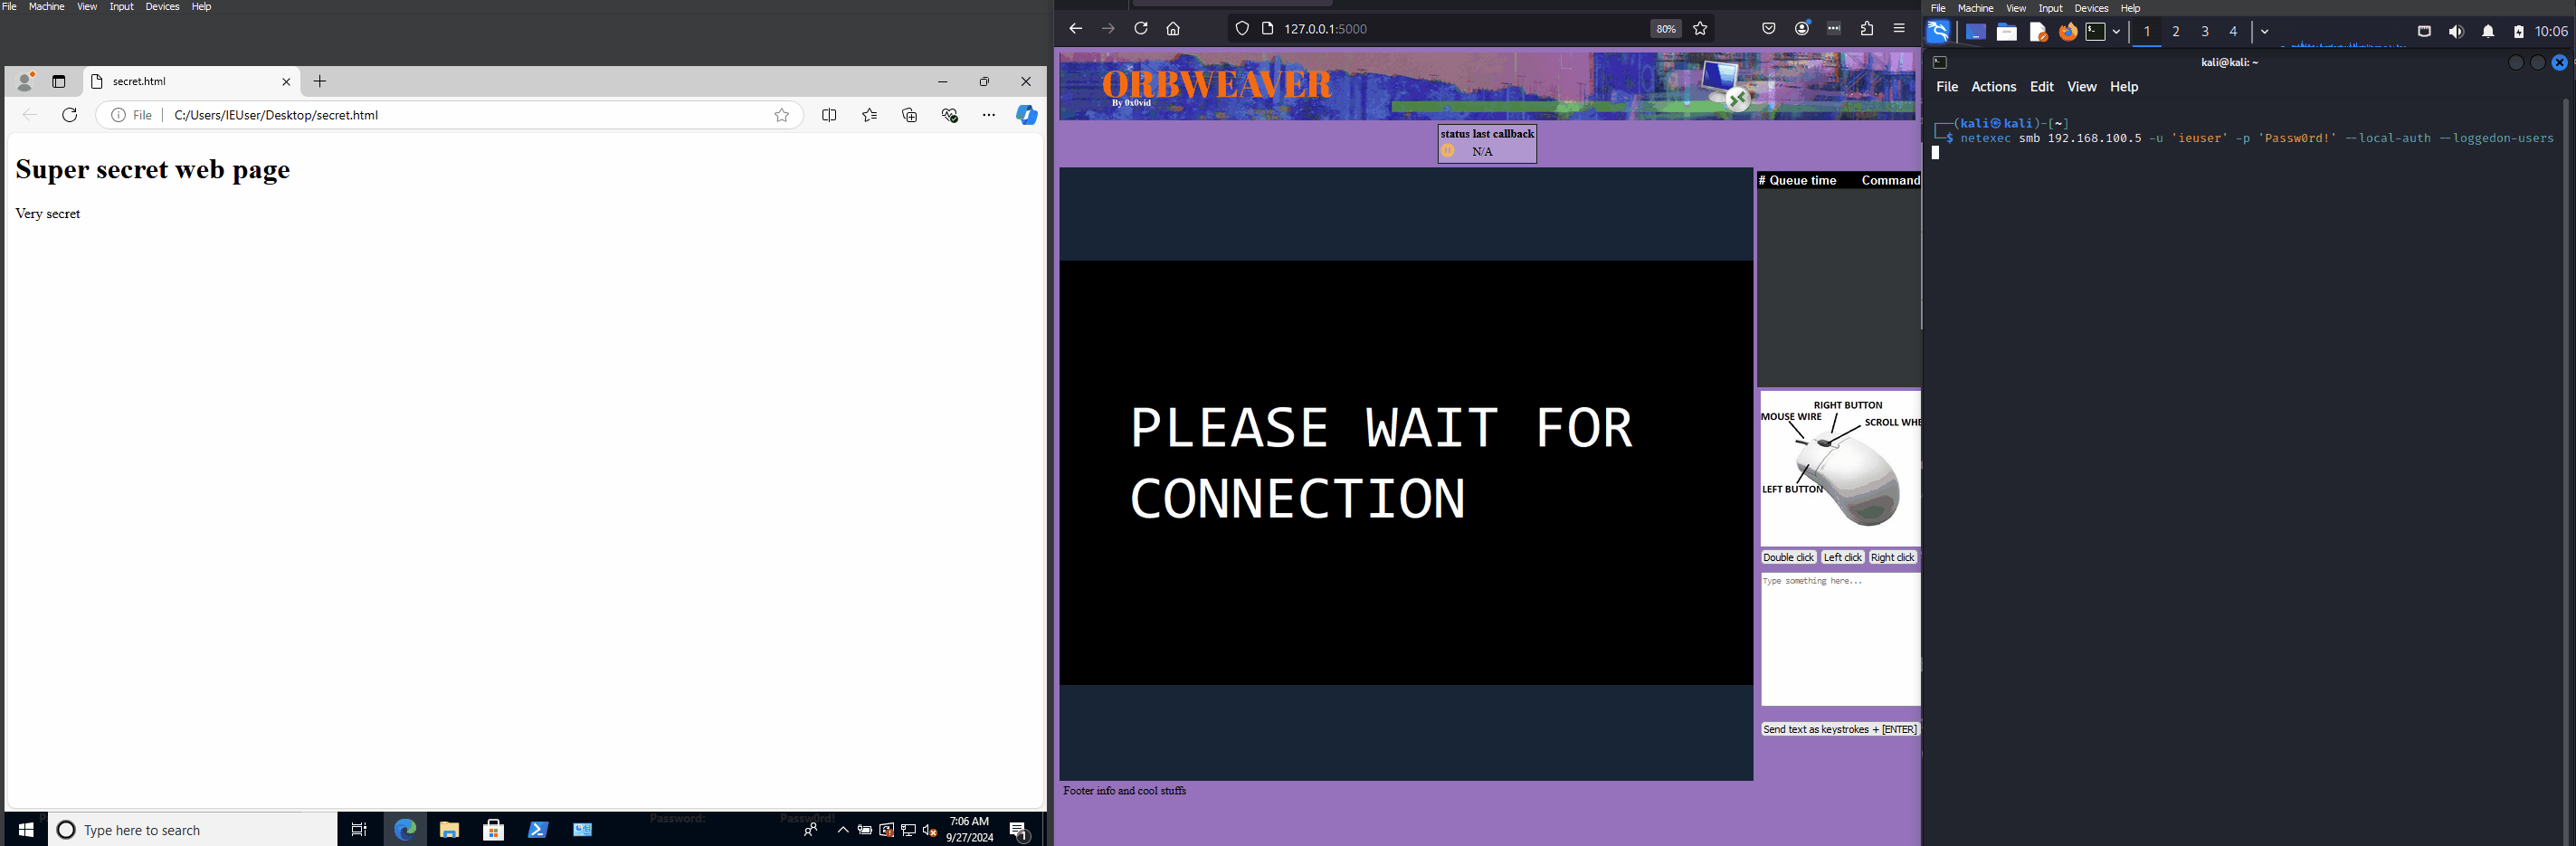 File Machine View Input Devices Help
secret.html
File C:/Users/IEUser/Desktop/secret.html
Super secret web page
Very secret
Type here to search
Password: Passw0rd!
7:06 AM
9/27/2024
1
127.0.0.1:5000
80%
ORBWEAVER
By 0x0vid
status last callback
N/A
PLEASE WAIT FOR
CONNECTION
# Queue time Command
RIGHT BUTTON
MOUSE WIRE
SCROLL WHE
LEFT BUTTON
Double click Left click Right click
Type something here...
Send text as keystrokes + [ENTER]
Footer info and cool stuffs
File Machine View Input Devices Help
1 2 3 4
10:06
kali@kali: ~
File Actions Edit View Help
┌──(kali㉿kali)-[~]
└─$ netexec smb 192.168.100.5 -u 'ieuser' -p 'Passw0rd!' --local-auth --loggedon-users